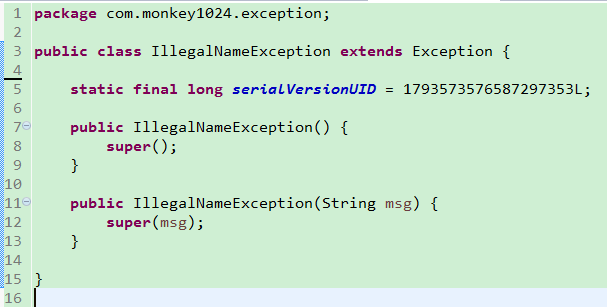 1 package com.monkey1024.exception;
2
3 public class IllegalNameException extends Exception {
4
5     static final long serialVersionUID = 1793573576587297353L;
6
7     public IllegalNameException() {
8         super();
9     }
10
11     public IllegalNameException(String msg) {
12         super(msg);
13     }
14
15 }
16